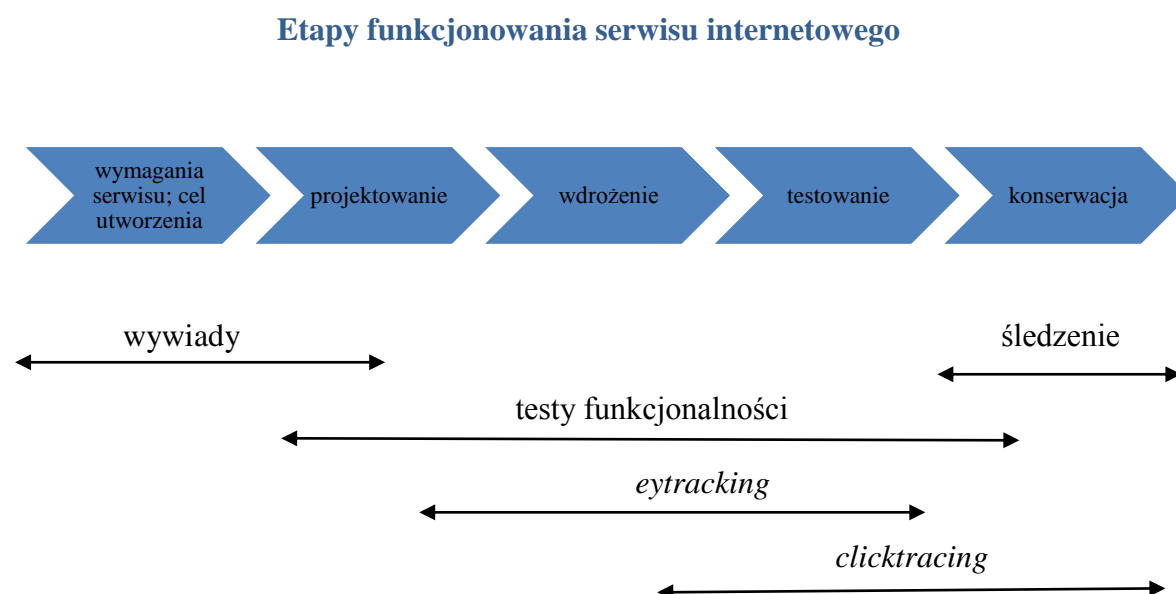 Etapy funkcjonowania serwisu internetowego
wymagania
serwisu; cel
utworzenia
projektowanie
wdrożenie
testowanie
konserwacja
wywiady
śledzenie
testy funkcjonalności
eytracking
clicktracing